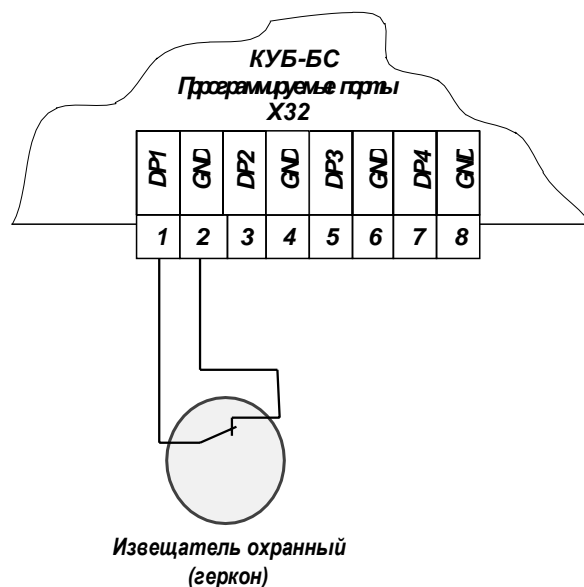 КУБ-БС
Программируемые порты
X32
DP1 GND DP2 GND DP3 GND DP4 GND
1 2 3 4 5 6 7 8
Извещатель охранный
(геркон)